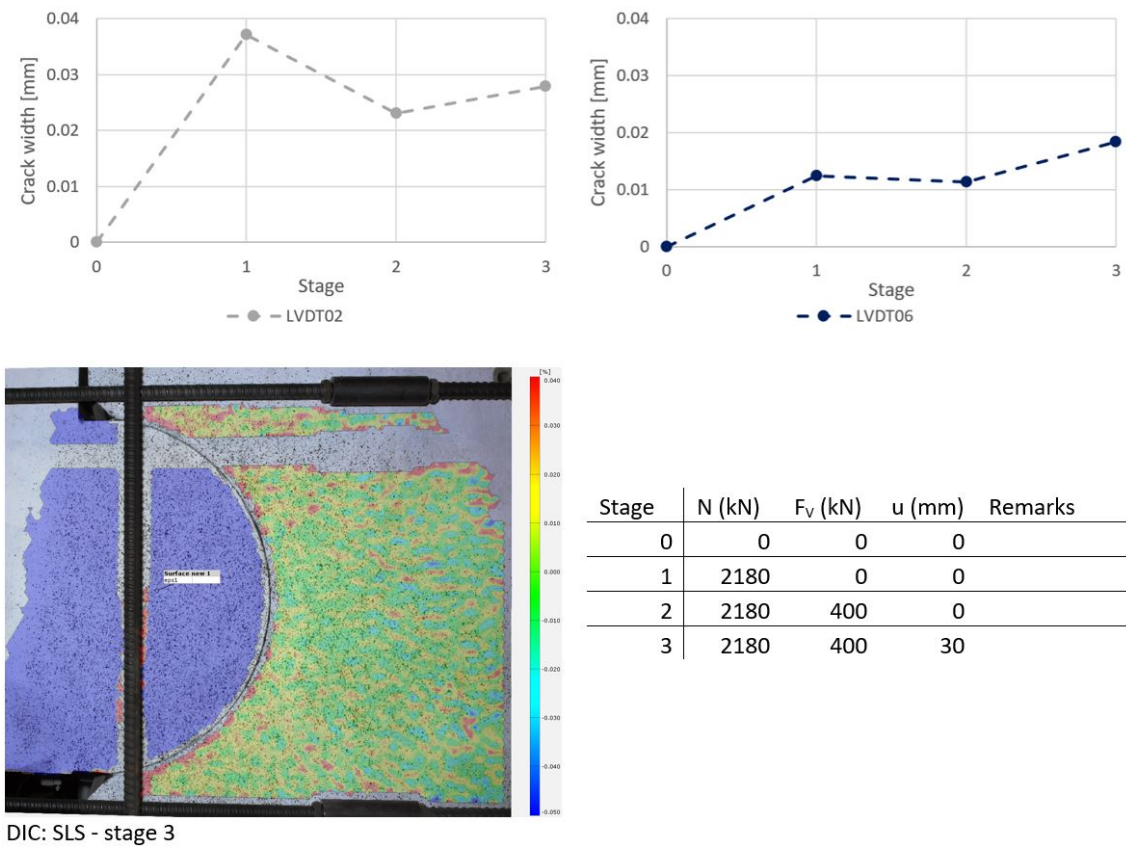 0.04
0.03
0.02
0.01
0
Crack width [mm]
0 1 2 3
Stage
LVDT02
0.04
0.03
0.02
0.01
0
Crack width [mm]
0 1 2 3
Stage
LVDT06
[%]
0.040
0.030
0.020
0.010
0.000
-0.010
-0.020
-0.030
-0.040
-0.050
Surface new 1
eps1
DIC: SLS - stage 3
Stage N (kN) Fv (kN) u (mm) Remarks
0 0 0 0
1 2180 0 0
2 2180 400 0
3 2180 400 30